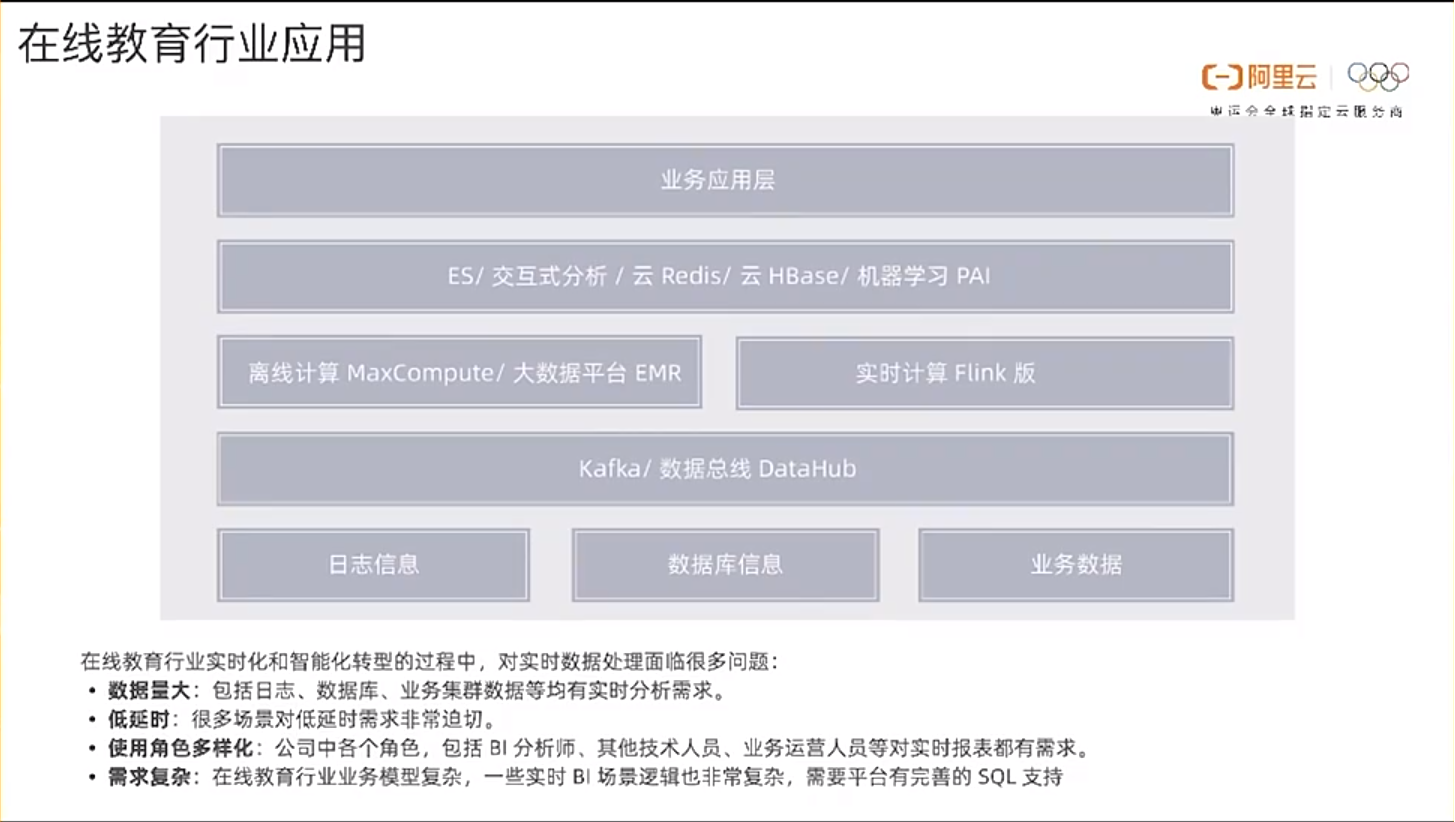 在线教育行业应用
阿里云
奥运会全球指定云服务商
业务应用层
ES/ 交互式分析 / 云 Redis/ 云 HBase/ 机器学习 PAI
离线计算 MaxCompute/ 大数据平台 EMR
实时计算 Flink 版
Kafka/ 数据总线 DataHub
日志信息
数据库信息
业务数据
在线教育行业实时化和智能化转型的过程中，对实时数据处理面临很多问题：
• 数据量大：包括日志、数据库、业务集群数据等均有实时分析需求。
• 低延时：很多场景对低延时需求非常迫切。
• 使用角色多样化：公司中各个角色，包括 BI 分析师、其他技术人员、业务运营人员等对实时报表都有需求。
• 需求复杂：在线教育行业业务模型复杂，一些实时 BI 场景逻辑也非常复杂，需要平台有完善的 SQL 支持